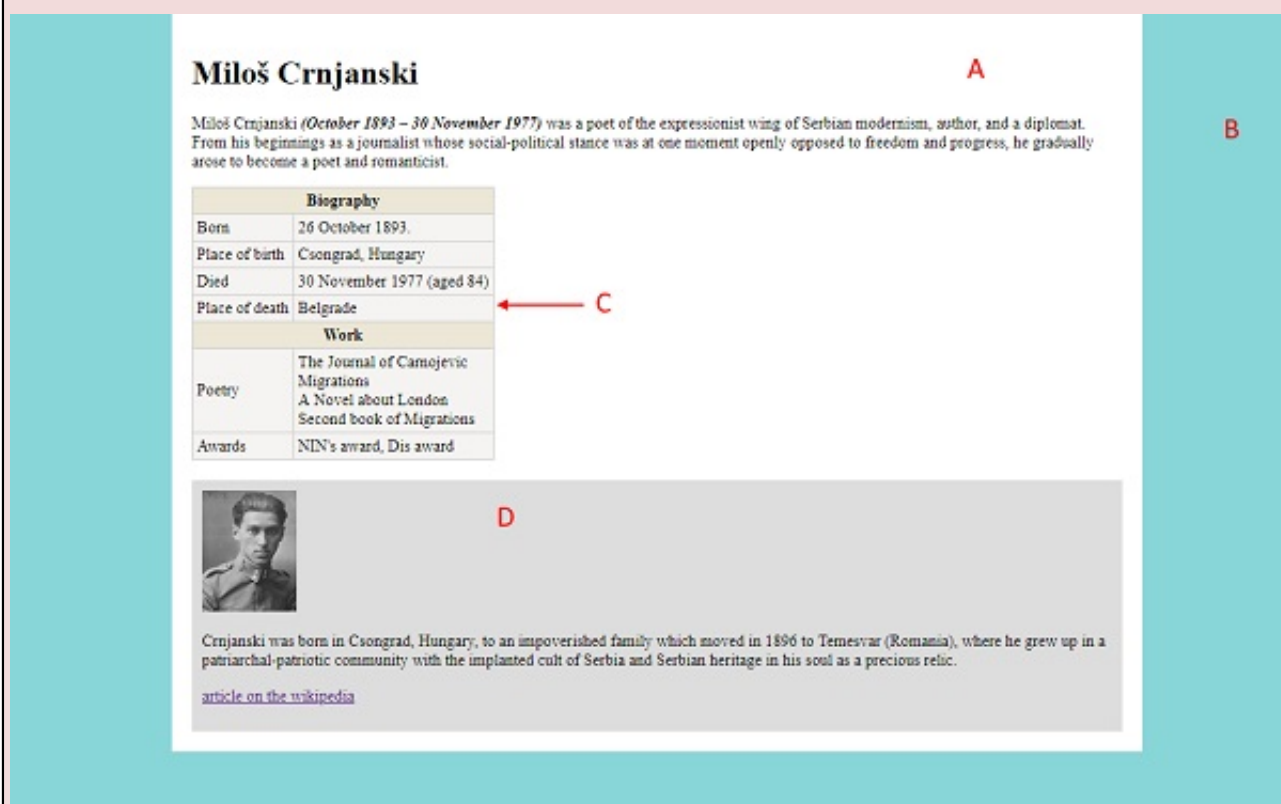 Miloš Crnjanski
A
Miloš Crnjanski (October 1893 – 30 November 1977) was a poet of the expressionist wing of Serbian modernism, author, and a diplomat.
B
From his beginnings as a journalist whose social-political stance was at one moment openly opposed to freedom and progress, he gradually
arose to become a poet and romanticist.
Biography
Born 26 October 1893.
Place of birth Csongrad, Hungary
Died 30 November 1977 (aged 84)
Place of death Belgrade
C
Work
Poetry
The Journal of Carnojevic
Migrations
A Novel about London
Second book of Migrations
Awards NIN's award, Dis award
D
Crnjanski was born in Csongrad, Hungary, to an impoverished family which moved in 1896 to Temesvar (Romania), where he grew up in a
patriarchal-patriotic community with the implanted cult of Serbia and Serbian heritage in his soul as a precious relic.
article on the wikipedia